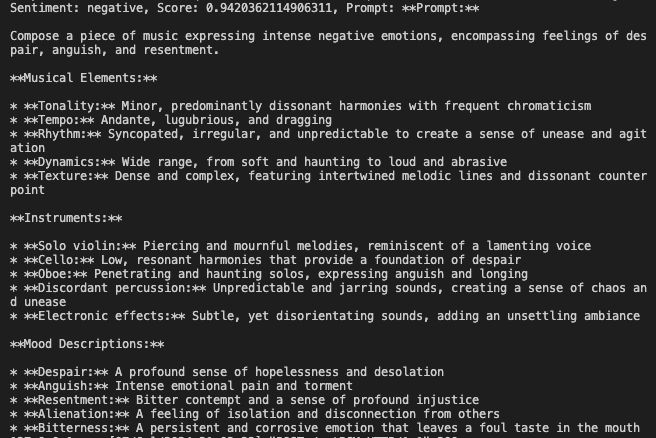 Sentiment: negative, Score: 0.9420362114906311, Prompt: **Prompt:**
Compose a piece of music expressing intense negative emotions, encompassing feelings of des
pair, anguish, and resentment.
**Musical Elements:**
* **Tonality:** Minor, predominantly dissonant harmonies with frequent chromaticism
* **Tempo:** Andante, lugubrious, and dragging
* **Rhythm:** Syncopated, irregular, and unpredictable to create a sense of unease and agit
ation
* **Dynamics:** Wide range, from soft and haunting to loud and abrasive
* **Texture:** Dense and complex, featuring intertwined melodic lines and dissonant counter
point
**Instruments:**
* **Solo violin:** Piercing and mournful melodies, reminiscent of a lamenting voice
* **Cello:** Low, resonant harmonies that provide a foundation of despair
* **Oboe:** Penetrating and haunting solos, expressing anguish and longing
* **Discordant percussion:** Unpredictable and jarring sounds, creating a sense of chaos an
d unease
* **Electronic effects:** Subtle, yet disorientating sounds, adding an unsettling ambiance
**Mood Descriptions:**
* **Despair:** A profound sense of hopelessness and desolation
* **Anguish:** Intense emotional pain and torment
* **Resentment:** Bitter contempt and a sense of profound injustice
* **Alienation:** A feeling of isolation and disconnection from others
* **Bitterness:** A persistent and corrosive emotion that leaves a foul taste in the mouth